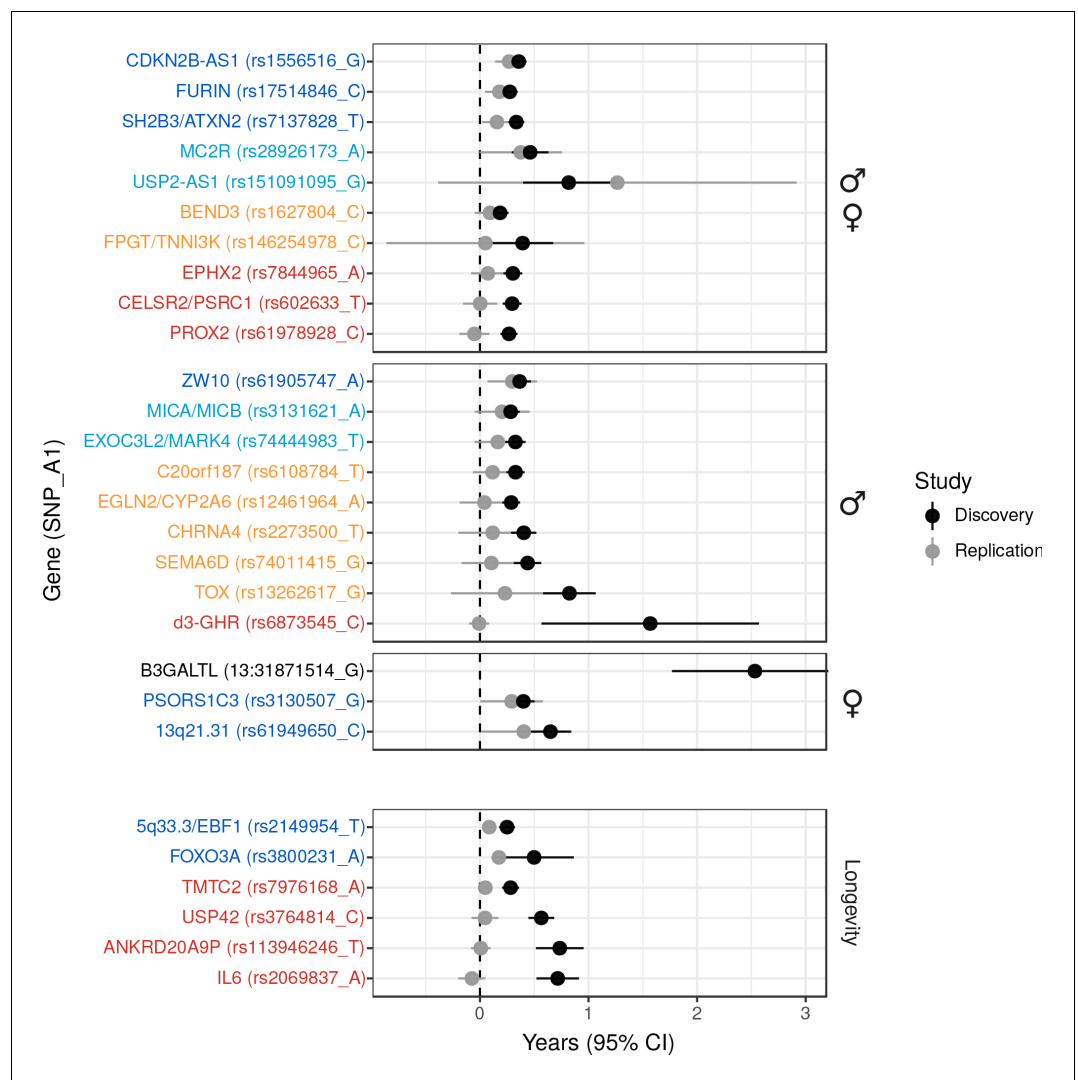 CDKN2B-AS1 (rs1556516_G)
FURIN (rs17514846_C)
SH2B3/ATXN2 (rs7137828_T)
MC2R (rs28926173_A)
USP2-AS1 (rs151091095_G)
♂
BEND3 (rs1627804_C)
♀
FPGT/TNNI3K (rs146254978_C)
EPHX2 (rs7844965_A)
CELSR2/PSRC1 (rs602633_T)
PROX2 (rs61978928_C)
ZW10 (rs61905747_A)
MICA/MICB (rs3131621_A)
EXOC3L2/MARK4 (rs74444983_T)
C20orf187 (rs6108784_T)
EGLN2/CYP2A6 (rs12461964_A)
♂
CHRNA4 (rs2273500_T)
SEMA6D (rs74011415_G)
TOX (rs13262617_G)
d3-GHR (rs6873545_C)
B3GALTL (13:31871514_G)
PSORS1C3 (rs3130507_G)
♀
13q21.31 (rs61949650_C)
5q33.3/EBF1 (rs2149954_T)
FOXO3A (rs3800231_A)
TMTC2 (rs7976168_A)
USP42 (rs3764814_C)
ANKRD20A9P (rs113946246_T)
IL6 (rs2069837_A)
Longevity
Gene (SNP_A1)
0 1 2 3
Years (95% CI)
Study
Discovery
Replication